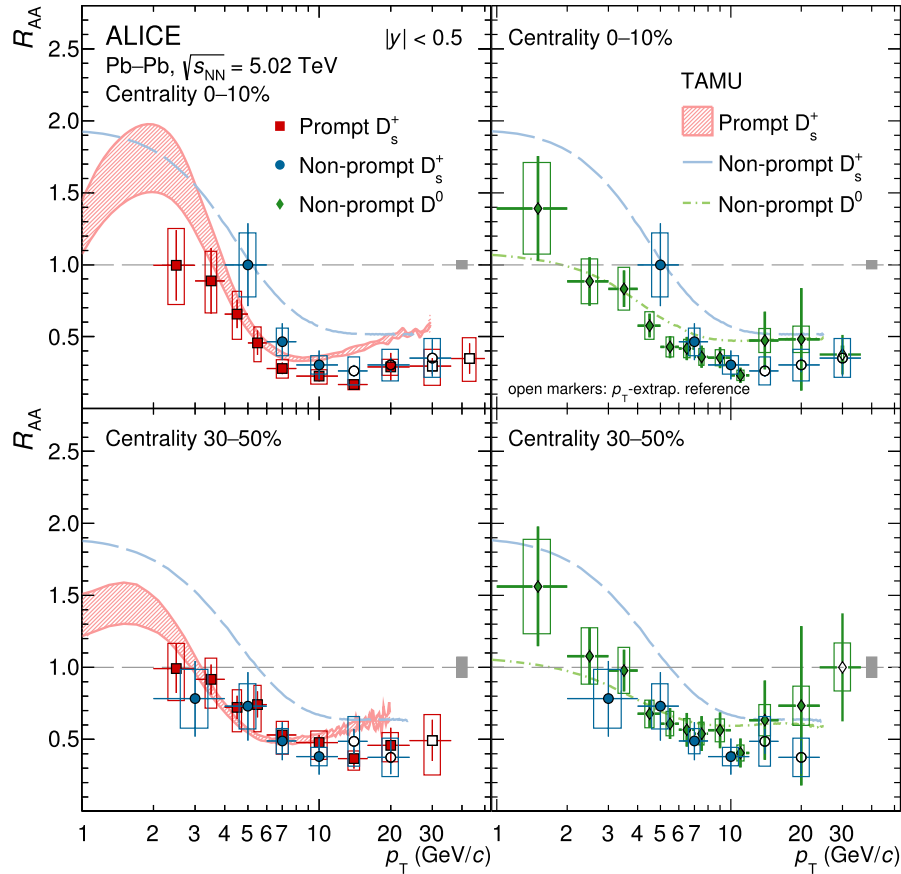 R_AA
ALICE
|y| < 0.5
Pb–Pb, √s_NN = 5.02 TeV
Centrality 0–10%
Prompt D_s^+
Non-prompt D_s^+
Non-prompt D^0
2.5
2.0
1.5
1.0
0.5
Centrality 0–10%
TAMU
Prompt D_s^+
Non-prompt D_s^+
Non-prompt D^0
open markers: p_T-extrap. reference
R_AA
Centrality 30–50%
2.5
2.0
1.5
1.0
0.5
1 2 3 4 5 6 7 10 20 30
p_T (GeV/c)
Centrality 30–50%
1 2 3 4 5 6 7 10 20 30
p_T (GeV/c)